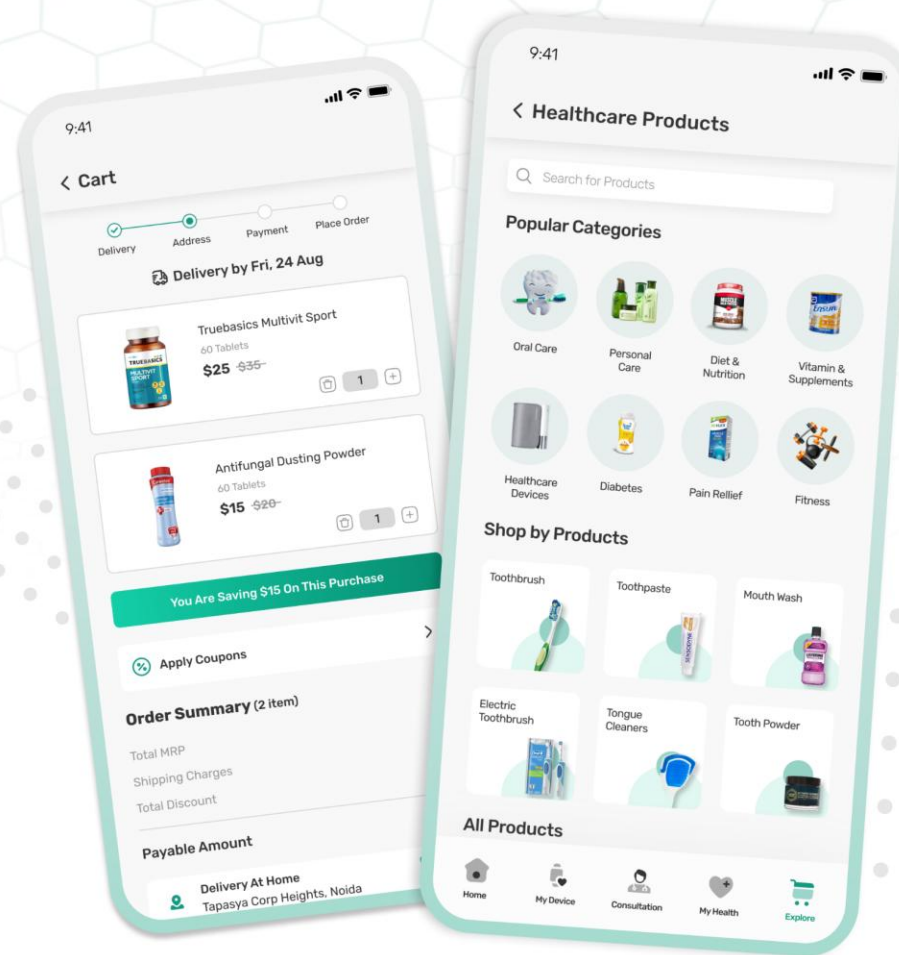 9:41
Cart
Delivery
Address
Payment
Place Order
Delivery by Fri, 24 Aug
TRUEBASICS
MULTIVIT
SPORT
Truebasics Multivit Sport
60 Tablets
$25 $35
1
Antifungal Dusting Powder
60 Tablets
$15 $20
1
You Are Saving $15 On This Purchase
Apply Coupons
Order Summary (2 item)
Total MRP
Shipping Charges
Total Discount
Payable Amount
Delivery At Home
Tapasya Corp Heights, Noida
9:41
Healthcare Products
Search for Products
Popular Categories
Ensure
Oral Care
Personal
Care
Diet &
Nutrition
Vitamin &
Supplements
Healthcare
Devices
Diabetes
Pain Rellief
Fitness
Shop by Products
Toothbrush
Toothpaste
Mouth Wash
SENSODYNE
Electric
Toothbrush
Tongue
Cleaners
Tooth Powder
All Products
Home
My Device
Consultation
My Health
Explore